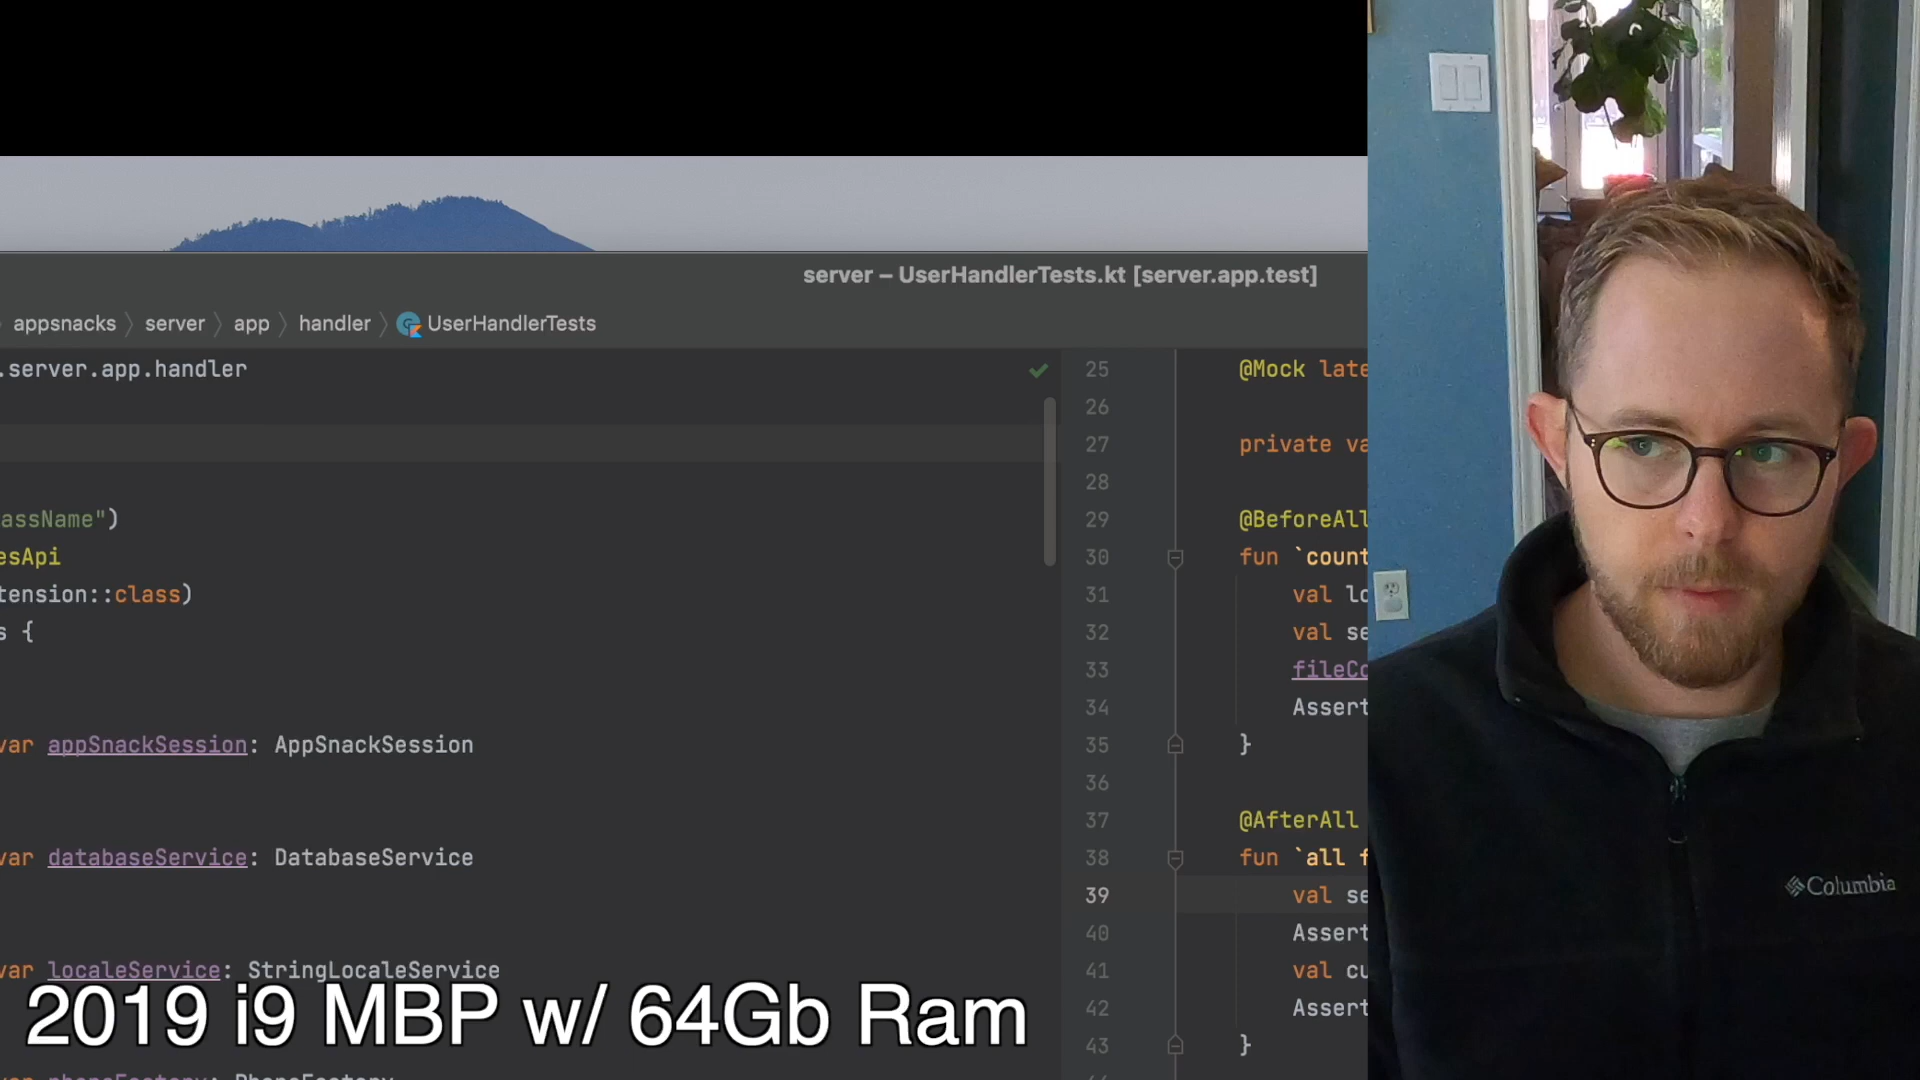 server – UserHandlerTests.kt [server.app.test]
appsnacks server app handler UserHandlerTests
.server.app.handler
assName")
esApi
tension::class)
s {
var appSnackSession: AppSnackSession
var databaseService: DatabaseService
var localeService: StringLocaleService
25 @Mock late
26
27 private va
28
29 @BeforeAll
30 fun `count
31 val lo
32 val se
33 fileCo
34 Assert
35 }
36
37 @AfterAll
38 fun `all f
39 val se
40 Assert
41 val cu
42 Assert
43 }
2019 i9 MBP w/ 64Gb Ram
Columbia